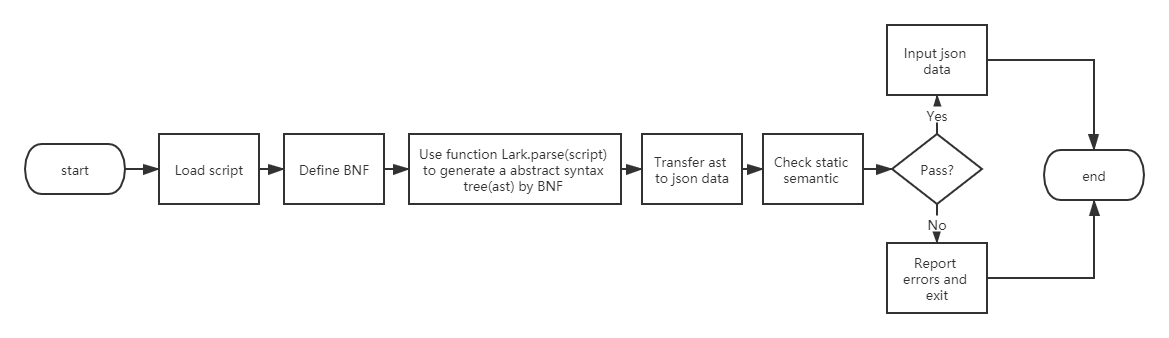 start
Load script
Define BNF
Use function Lark.parse(script)
to generate a abstract syntax
tree(ast) by BNF
Transfer ast
to json data
Check static
semantic
Pass?
Yes
Input json
data
No
Report
errors and
exit
end